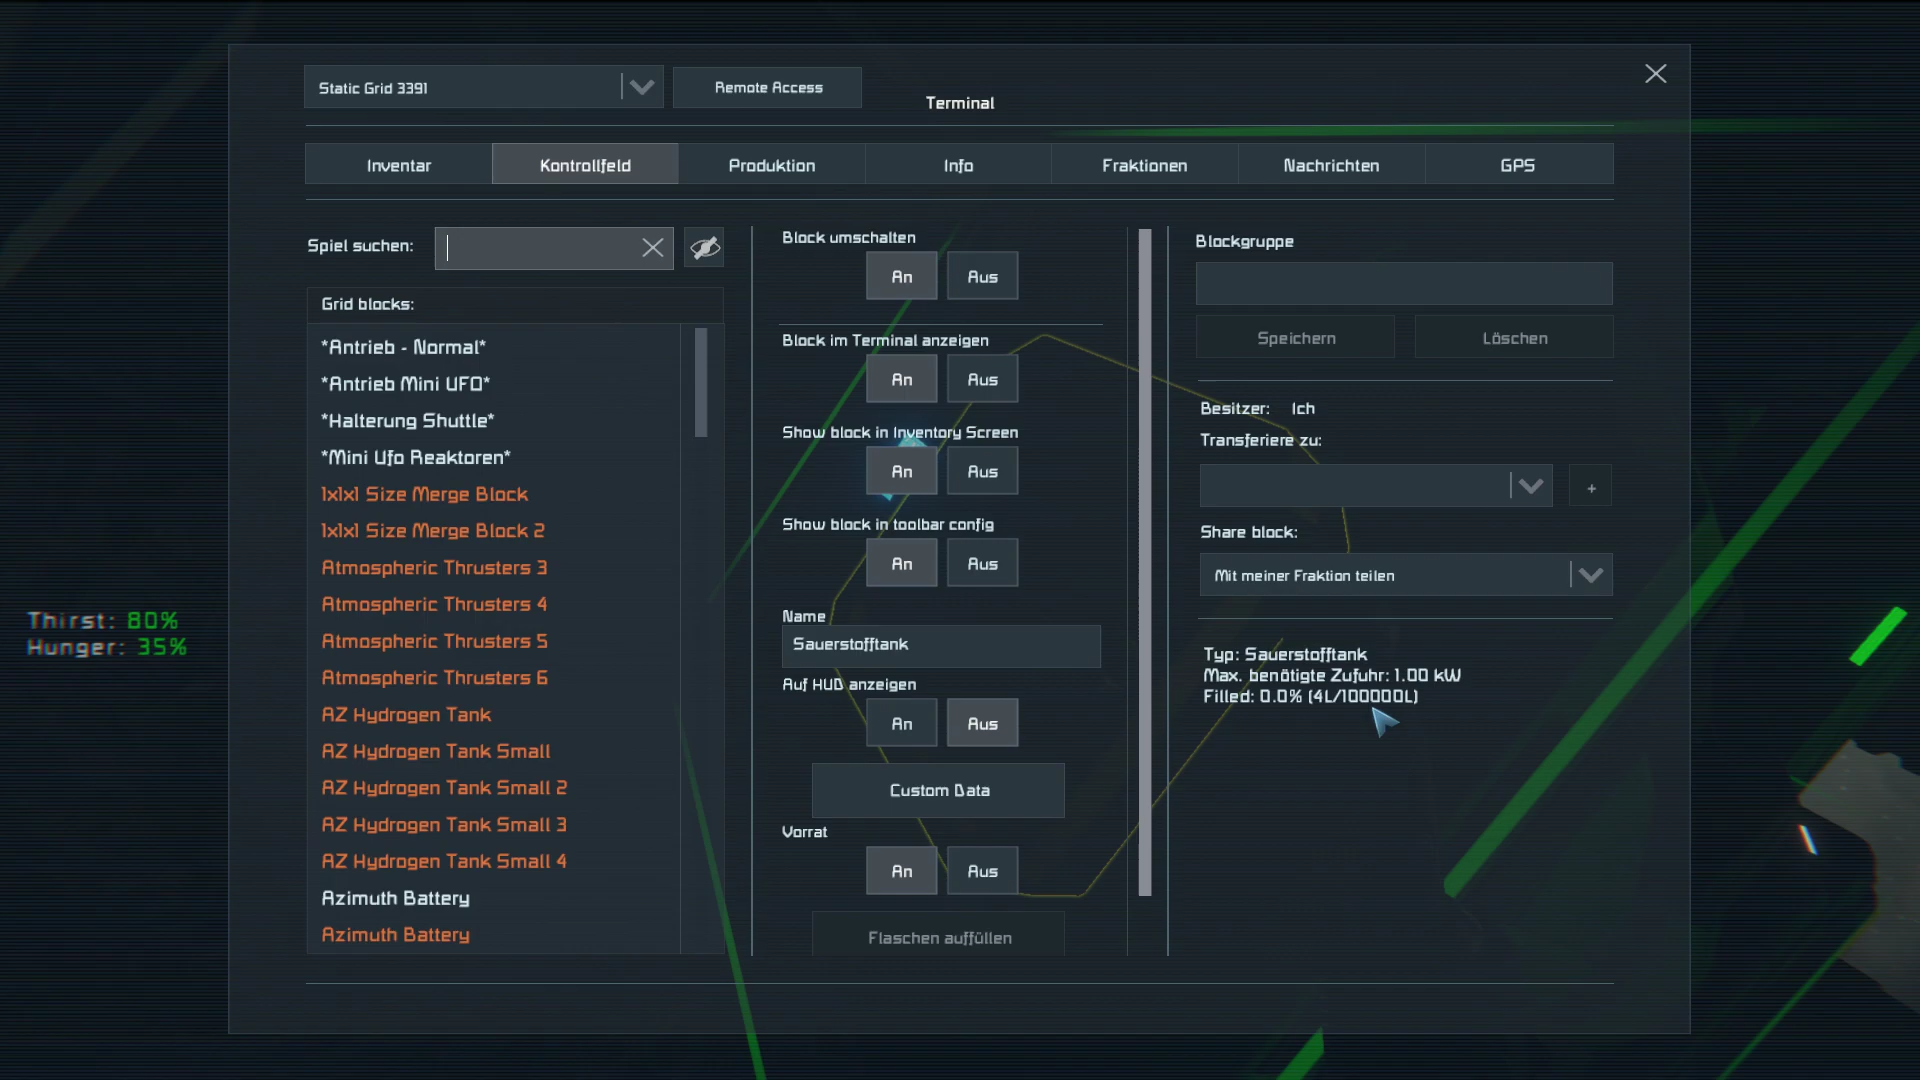 Static Grid 3391
Remote Access
Terminal
Inventar
Kontrollfeld
Produktion
Info
Fraktionen
Nachrichten
GPS
Spiel suchen:
Grid blocks:
*Antrieb - Normal*
*Antrieb Mini UFO*
*Halterung Shuttle*
*Mini Ufo Reaktoren*
1x1x1 Size Merge Block
1x1x1 Size Merge Block 2
Atmospheric Thrusters 3
Atmospheric Thrusters 4
Atmospheric Thrusters 5
Atmospheric Thrusters 6
AZ Hydrogen Tank
AZ Hydrogen Tank Small
AZ Hydrogen Tank Small 2
AZ Hydrogen Tank Small 3
AZ Hydrogen Tank Small 4
Azimuth Battery
Azimuth Battery
Block umschalten
An Aus
Block im Terminal anzeigen
An Aus
Show block in Inventory Screen
An Aus
Show block in toolbar config
An Aus
Name
Sauerstofftank
Auf HUD anzeigen
An Aus
Custom Data
Vorrat
An Aus
Flaschen auffüllen
Blockgruppe
Speichern
Löschen
Besitzer: Ich
Transferiere zu:
+
Share block:
Mit meiner Fraktion teilen
Typ: Sauerstofftank
Max. benötigte Zufuhr: 1.00 kW
Filled: 0.0% (4L/100000L)
Thirst: 80%
Hunger: 35%